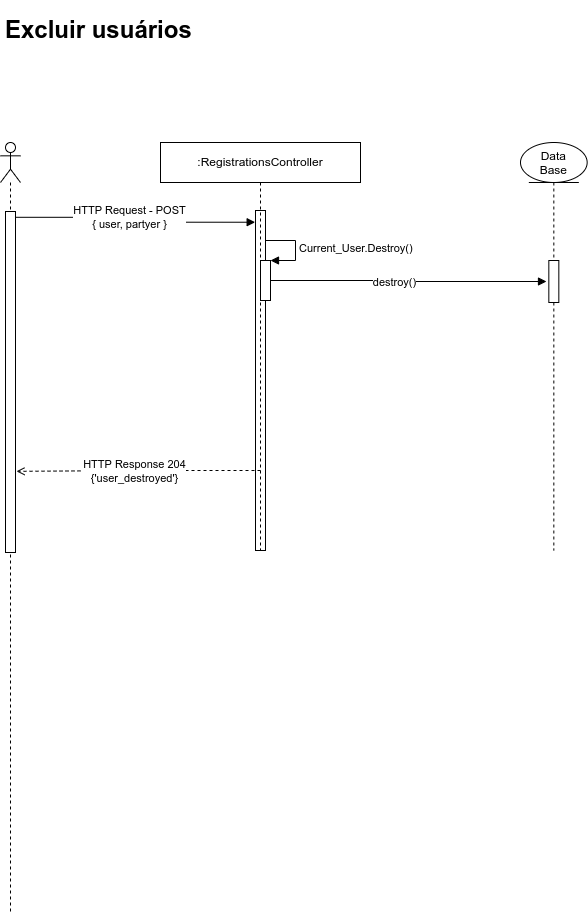 Excluir usuários
:RegistrationsController
Data
Base
HTTP Request - POST
{ user, partyer }
Current_User.Destroy()
destroy()
HTTP Response 204
{'user_destroyed'}